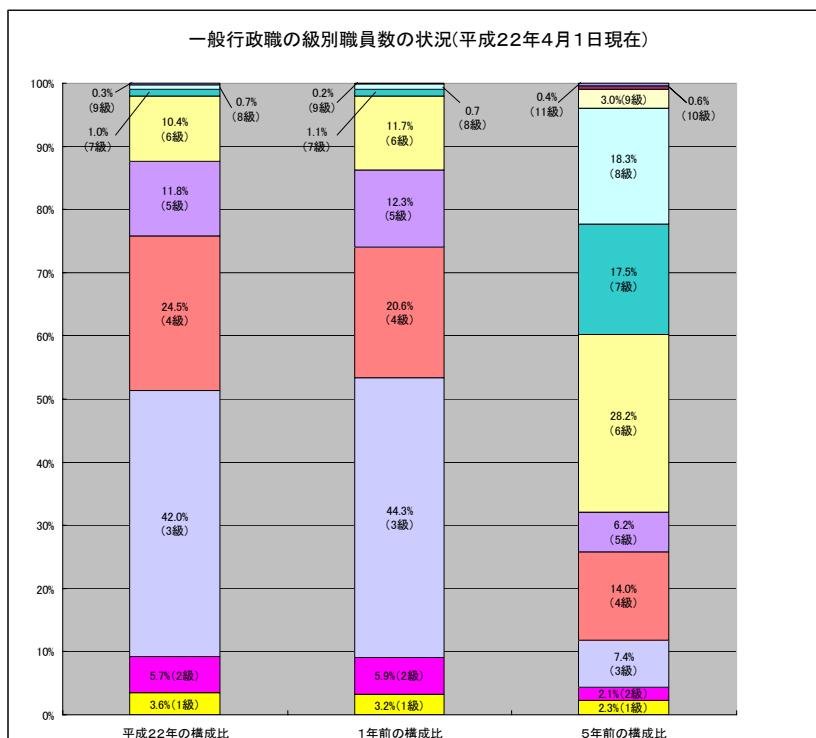 一般行政職の級別職員数の状況(平成22年4月1日現在)
100%
90%
80%
70%
60%
50%
40%
30%
20%
10%
0%
0.3%
(9級)
0.7%
(8級)
1.0%
(7級)
10.4%
(6級)
11.8%
(5級)
24.5%
(4級)
42.0%
(3級)
5.7%(2級)
3.6%(1級)
平成22年の構成比
0.2%
(9級)
0.7
(8級)
1.1%
(7級)
11.7%
(6級)
12.3%
(5級)
20.6%
(4級)
44.3%
(3級)
5.9%(2級)
3.2%(1級)
1年前の構成比
0.4%
(11級)
0.6%
(10級)
3.0%(9級)
18.3%
(8級)
17.5%
(7級)
28.2%
(6級)
6.2%
(5級)
14.0%
(4級)
7.4%
(3級)
2.1%(2級)
2.3%(1級)
5年前の構成比